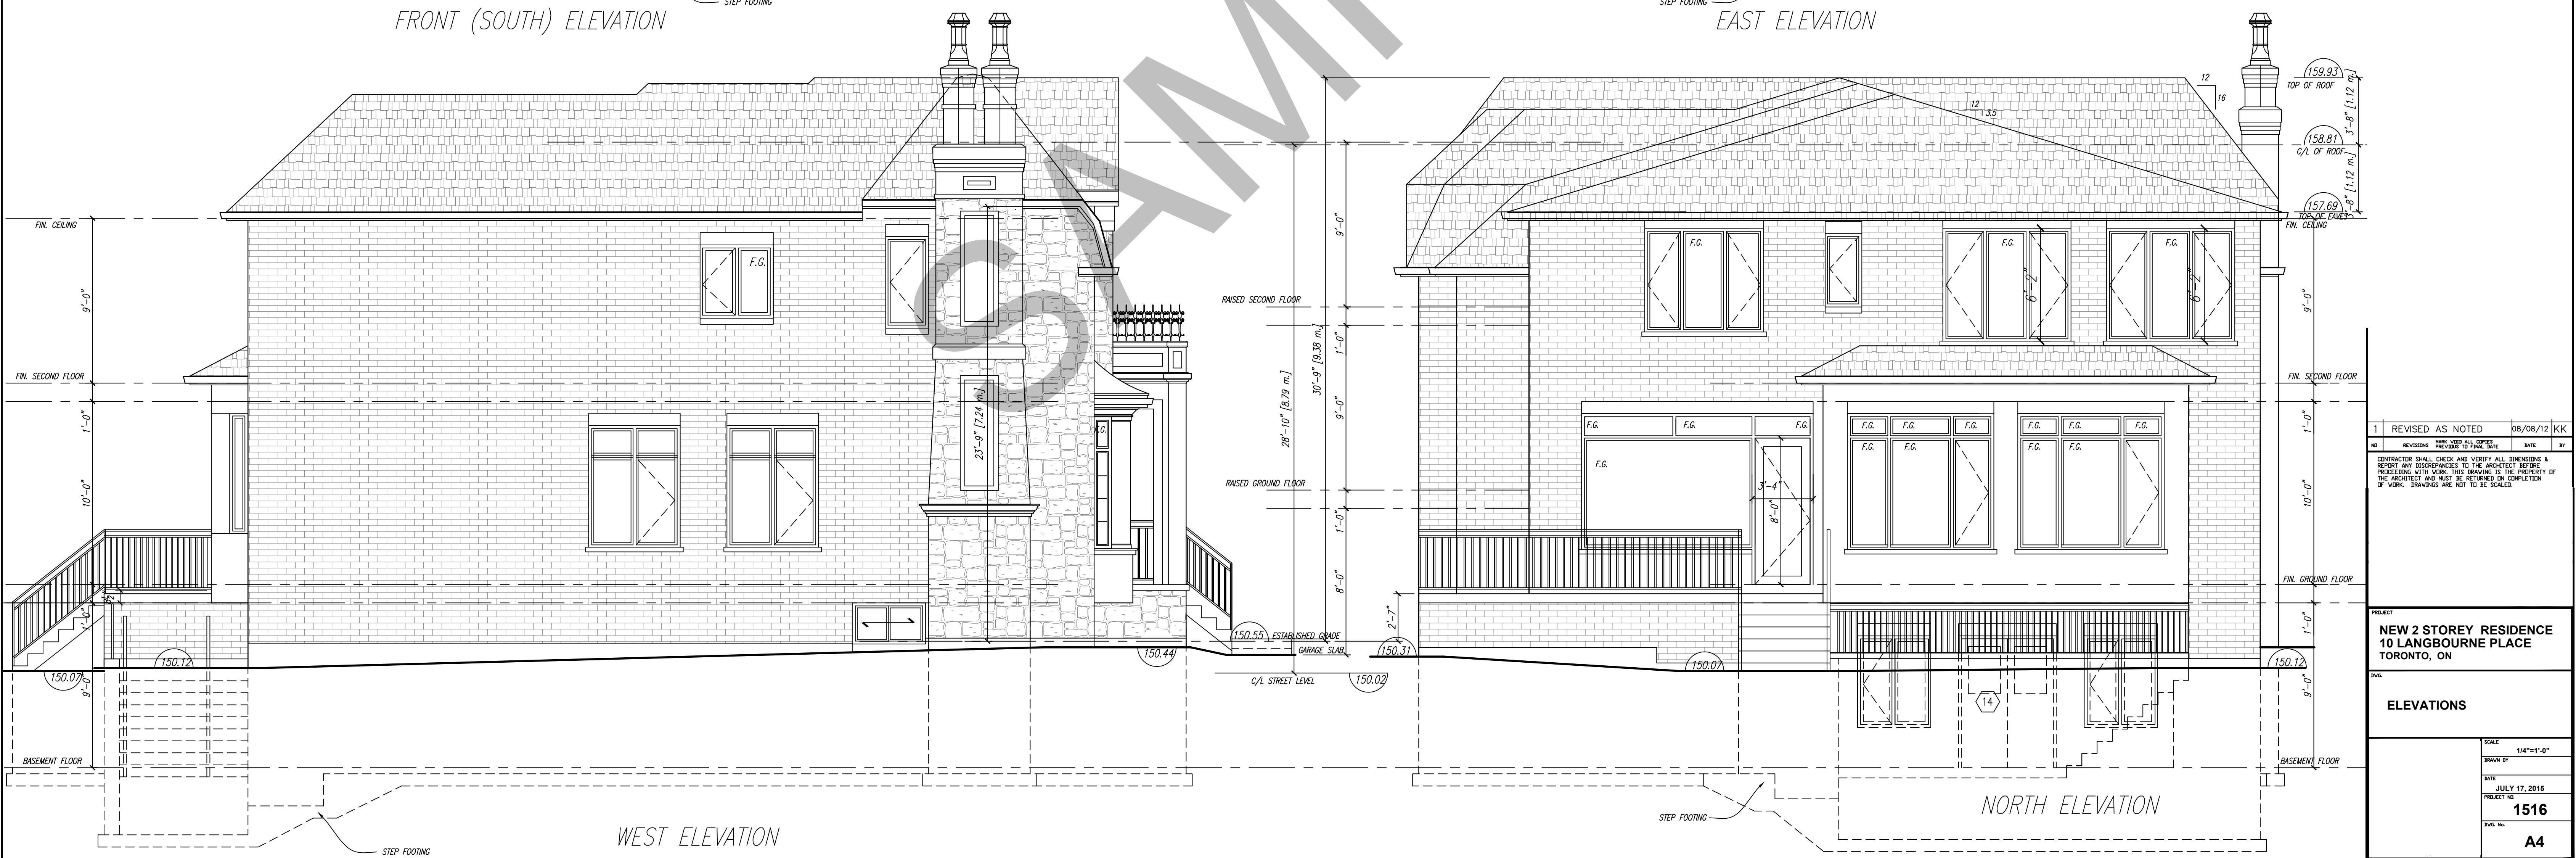 FRONT (SOUTH) ELEVATION
STEP FOOTING
STEP FOOTING
EAST ELEVATION
SAM
FIN. CEILING
9'-0"
FIN. SECOND FLOOR
1'-0"
10'-0"
1'-0"
9'-0"
BASEMENT FLOOR
150.07
150.12
F.G.
F.G.
23'-9" [7.24 m.]
150.44
150.55 ESTABLISHED GRADE
GARAGE SLAB
C/L STREET LEVEL
150.02
STEP FOOTING
WEST ELEVATION
28'-10" [8.79 m.]
30'-9" [9.38 m.]
9'-0"
RAISED SECOND FLOOR
1'-0"
9'-0"
RAISED GROUND FLOOR
1'-0"
8'-0"
2'-7"
150.31
12
3.5
12
16
159.93
TOP OF ROOF
3'-8" [1.12 m.]
158.81
C/L OF ROOF
3'-8" [1.12 m.]
157.69
TOP OF EAVES
FIN. CEILING
F.G.
F.G.
F.G.
6'-2"
6'-2"
9'-0"
FIN. SECOND FLOOR
1'-0"
F.G.
F.G.
F.G.
F.G.
F.G.
F.G.
F.G.
F.G.
F.G.
F.G.
F.G.
F.G.
F.G.
F.G.
3'-4"
8'-0"
10'-0"
FIN. GROUND FLOOR
1'-0"
150.07
150.12
14
9'-0"
BASEMENT FLOOR
STEP FOOTING
NORTH ELEVATION
1 REVISED AS NOTED 08/08/12 KK
NO REVISIONS MARK VOID ALL COPIES PREVIOUS TO FINAL DATE DATE BY
CONTRACTOR SHALL CHECK AND VERIFY ALL DIMENSIONS &
REPORT ANY DISCREPANCIES TO THE ARCHITECT BEFORE
PROCEEDING WITH WORK. THIS DRAWING IS THE PROPERTY OF
THE ARCHITECT AND MUST BE RETURNED ON COMPLETION
OF WORK. DRAWINGS ARE NOT TO BE SCALED.
PROJECT
NEW 2 STOREY RESIDENCE
10 LANGBOURNE PLACE
TORONTO, ON
DWG.
ELEVATIONS
SCALE
1/4"=1'-0"
DRAWN BY
DATE
JULY 17, 2015
PROJECT NO.
1516
DWG. No.
A4